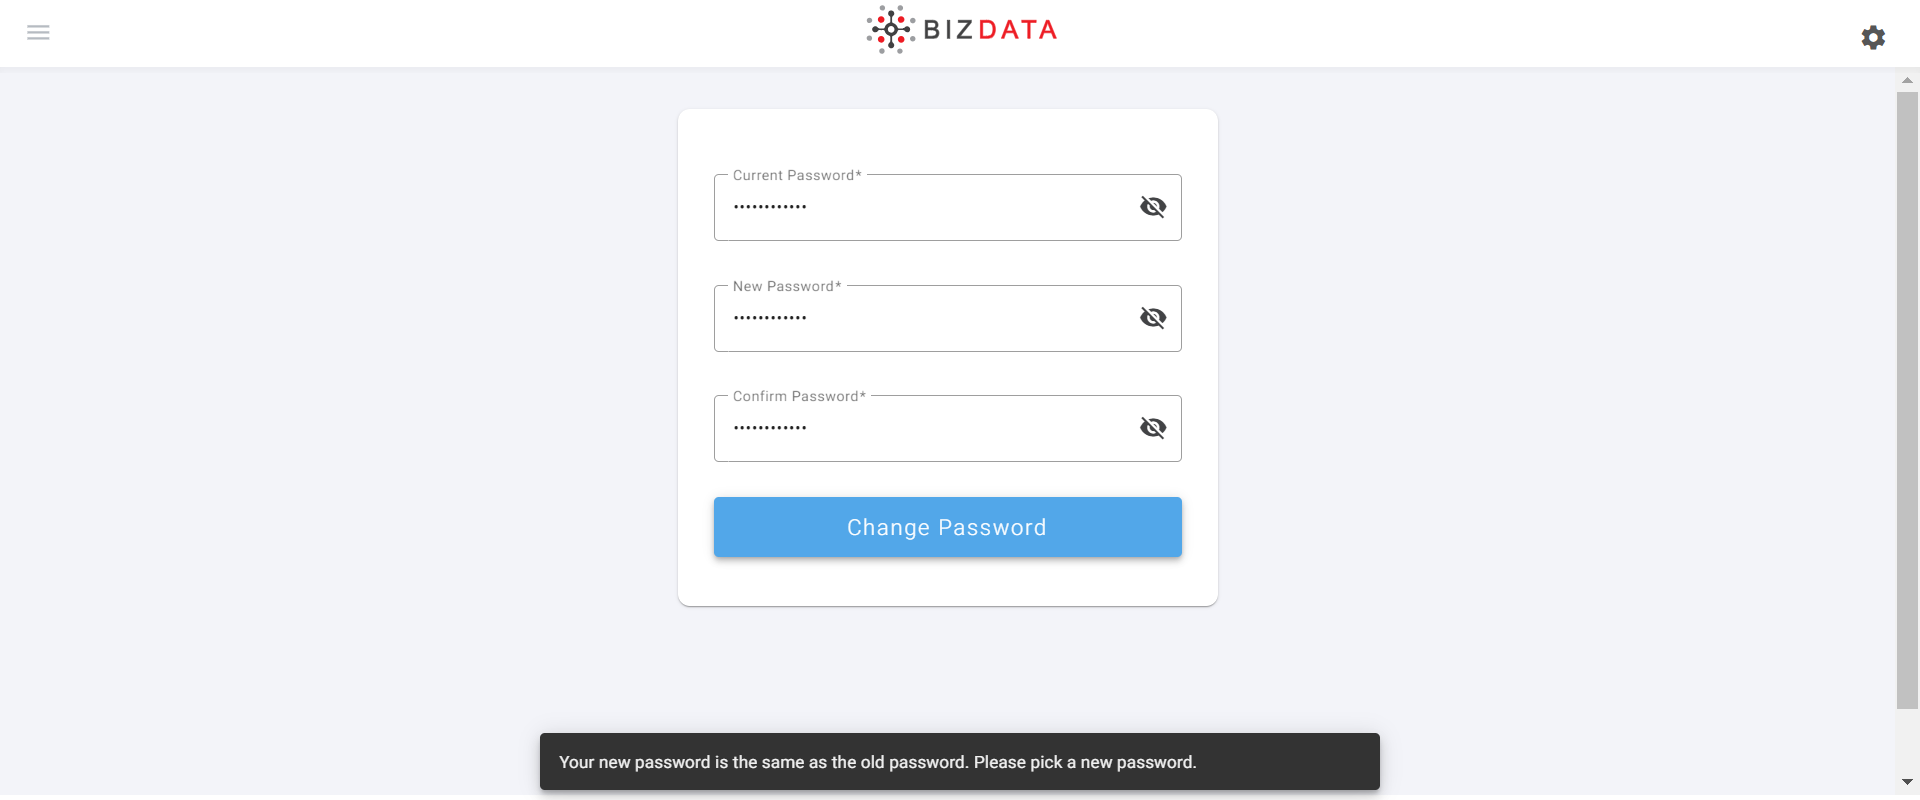 BIZDATA
Current Password*
••••••••••••
New Password*
••••••••••••
Confirm Password*
••••••••••••
Change Password
Your new password is the same as the old password. Please pick a new password.